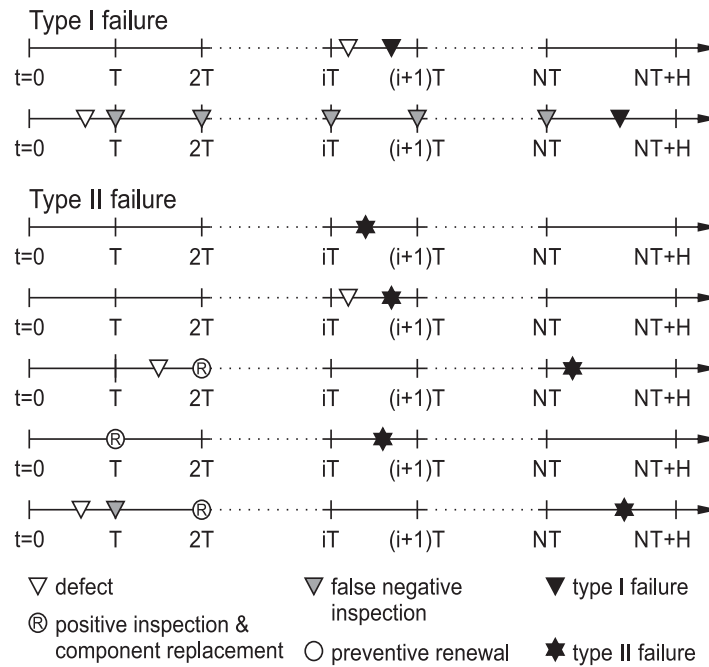 Type I failure
t=0 T 2T iT (i+1)T NT NT+H
t=0 T 2T iT (i+1)T NT NT+H
Type II failure
t=0 T 2T iT (i+1)T NT NT+H
t=0 T 2T iT (i+1)T NT NT+H
R
t=0 T 2T iT (i+1)T NT NT+H
R
t=0 T 2T iT (i+1)T NT NT+H
R
t=0 T 2T iT (i+1)T NT NT+H
defect
false negative
inspection
type I failure
R positive inspection &
component replacement
preventive renewal
type II failure